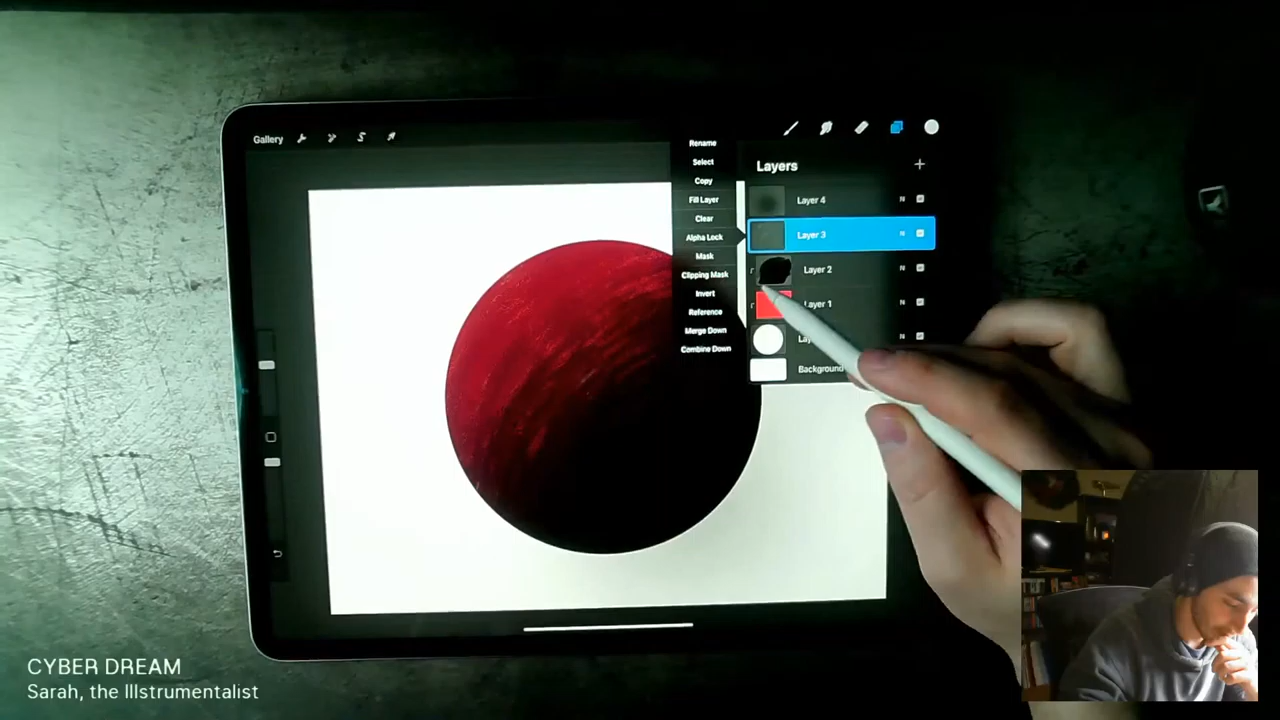 Gallery
Rename
Select
Copy
Fill Layer
Clear
Alpha Lock
Mask
Clipping Mask
Invert
Reference
Merge Down
Combine Down
Layers
Layer 4 N
Layer 3 N
Layer 2 N
Layer 1 N
N
Background
CYBER DREAM
Sarah, the Illstrumentalist